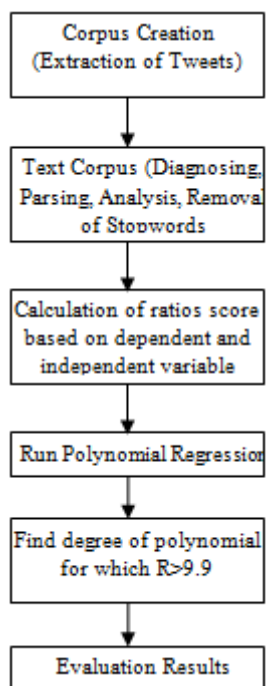 Corpus Creation
(Extraction of Tweets)
Text Corpus (Diagnosing,
Parsing, Analysis, Removal
of Stopwords
Calculation of ratios score
based on dependent and
independent variable
Run Polynomial Regression
Find degree of polynomial
for which R>9.9
Evaluation Results